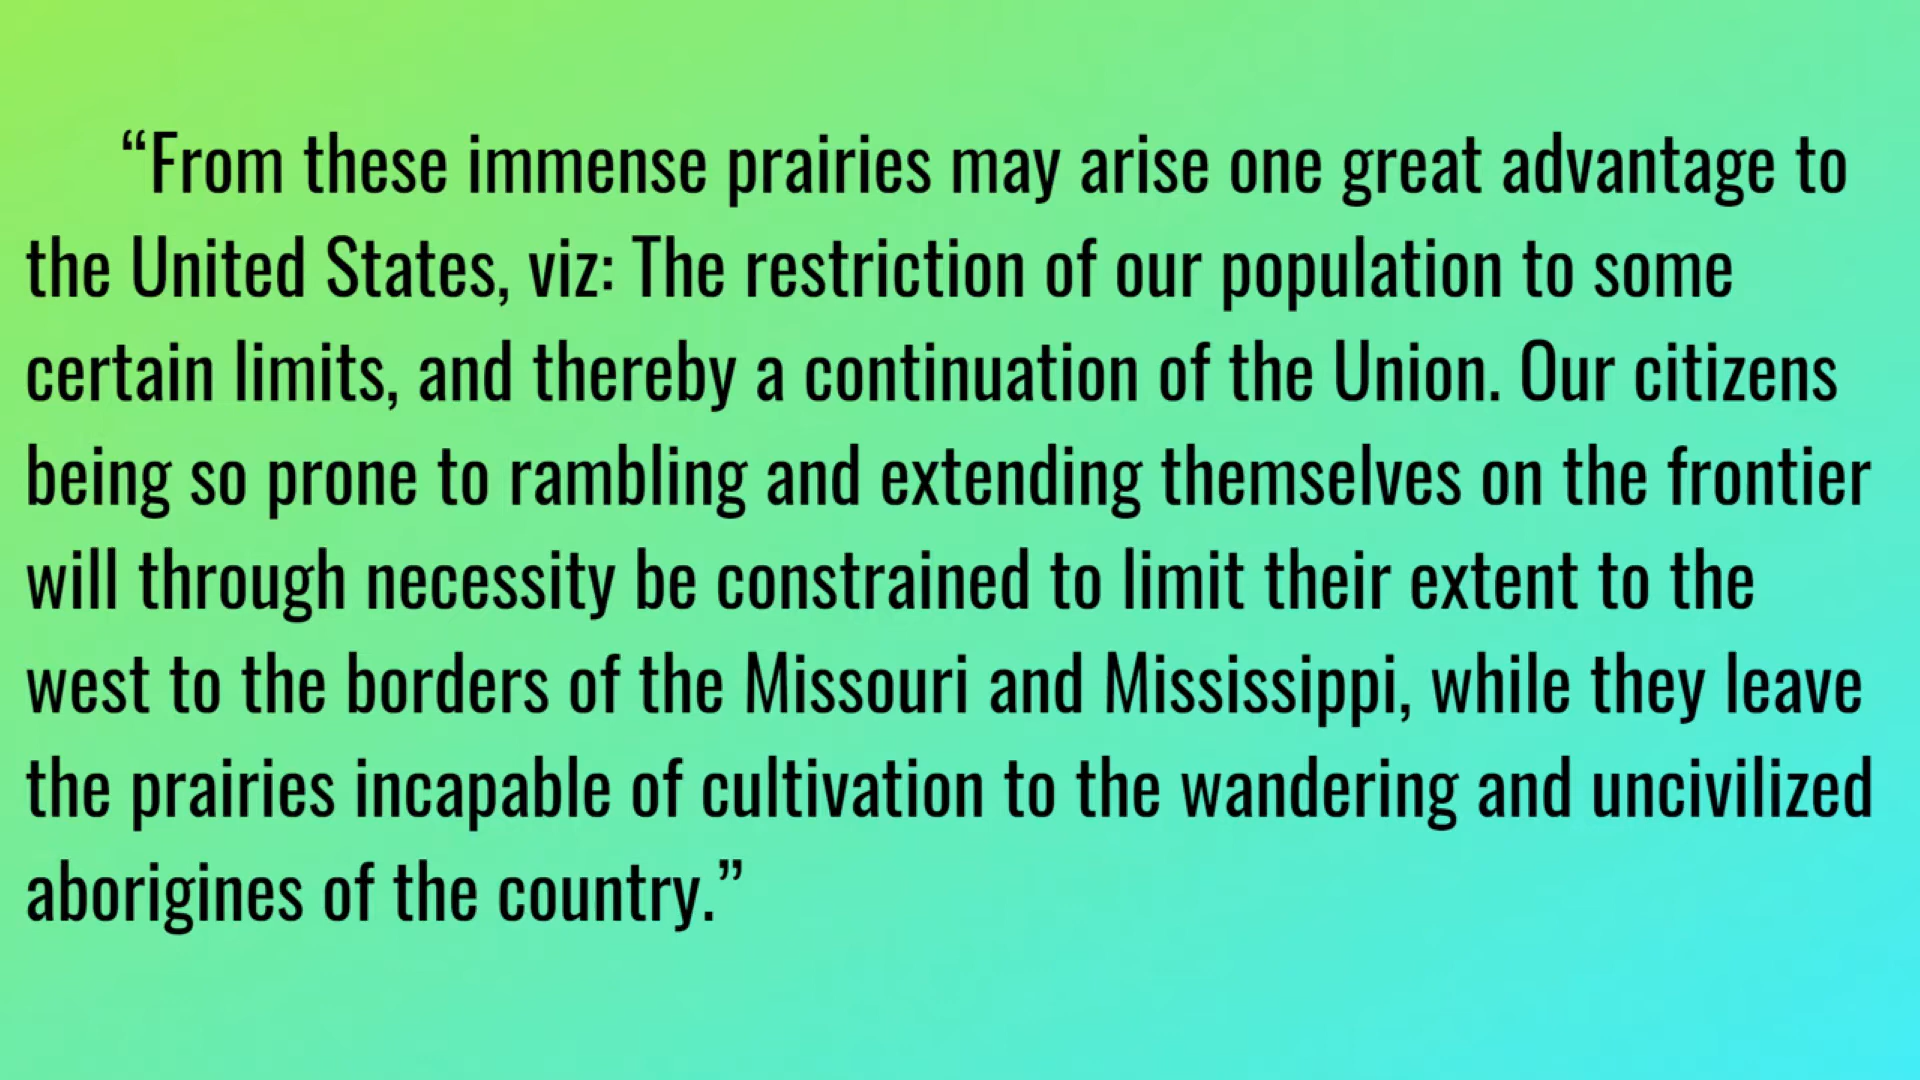 “From these immense prairies may arise one great advantage to
the United States, viz: The restriction of our population to some
certain limits, and thereby a continuation of the Union. Our citizens
being so prone to rambling and extending themselves on the frontier
will through necessity be constrained to limit their extent to the
west to the borders of the Missouri and Mississippi, while they leave
the prairies incapable of cultivation to the wandering and uncivilized
aborigines of the country.”